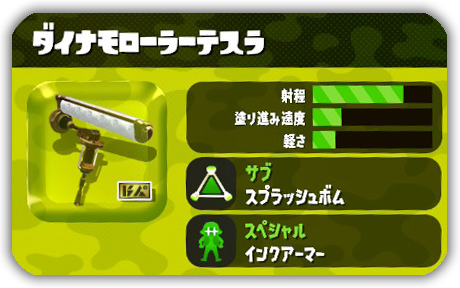 ダイナモローラーテスラ
射程
塗り進み速度
軽さ
サブ
スプラッシュボム
スペシャル
インクアーマー